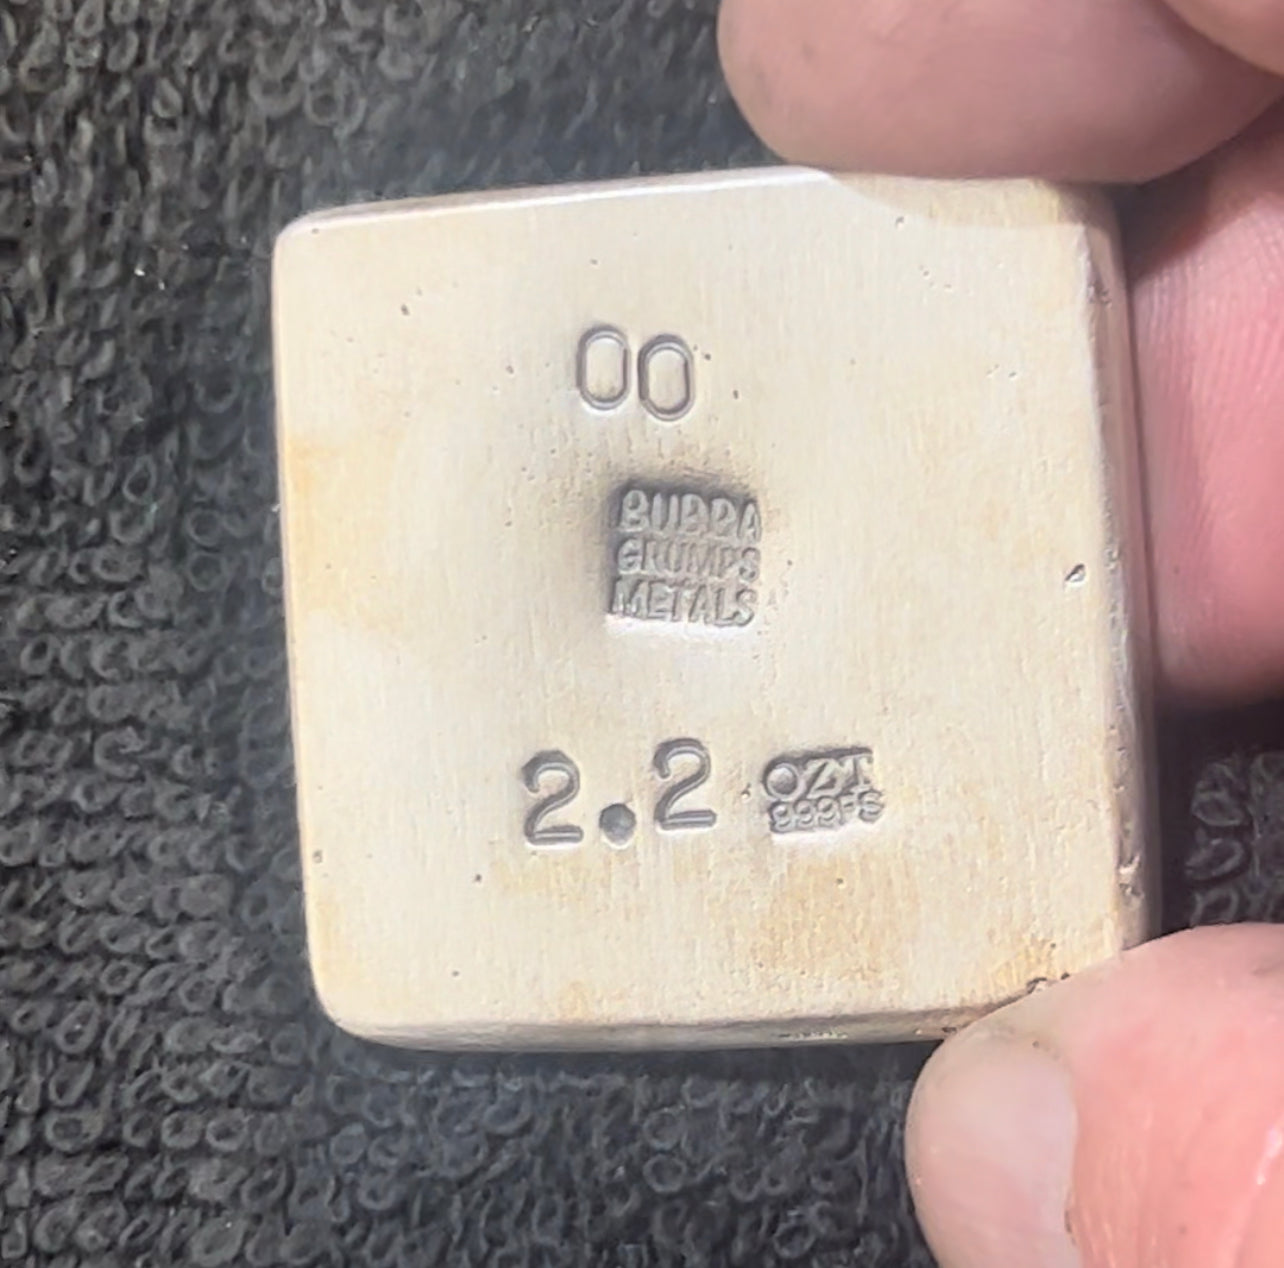 00
BUBBA
GRUMPS
METALS
2.2 OZT
999FS